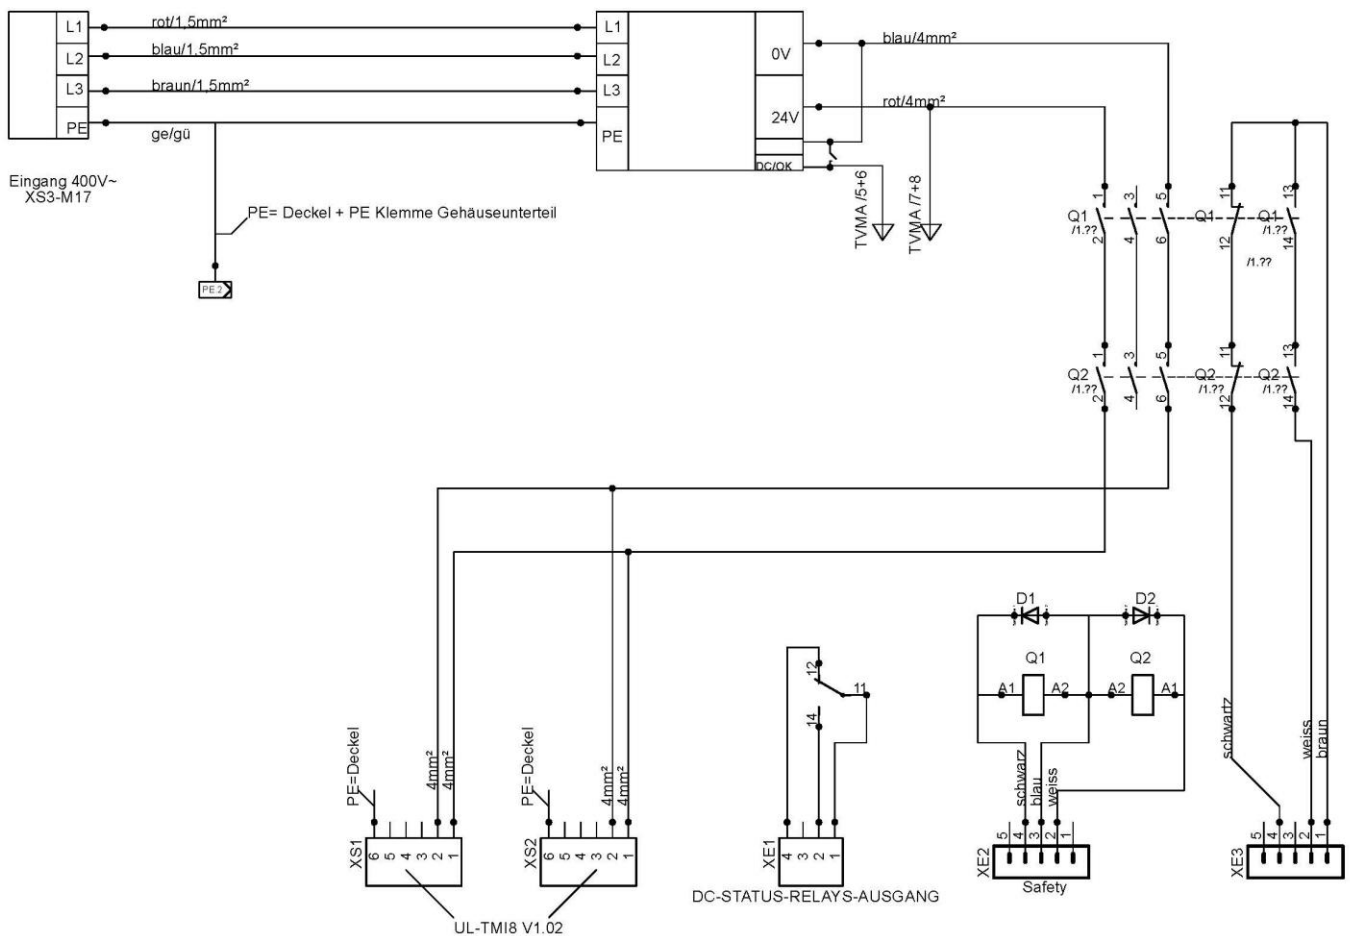 L1
rot/1,5mm²
L1
L2
blau/1.5mm²
L2
L3
braun/1,5mm²
L3
PE
ge/gü
PE
0V
blau/4mm²
24V
rot/4mm²
DC/OK
Eingang 400V~
XS3-M17
PE= Deckel + PE Klemme Gehäuseunterteil
PE.2
TVMA /5+6
TVMA /7+8
1
3
5
11
13
Q1
/1.??
Q1
Q1
/1.??
2
4
6
12
14
/1.??
1
3
5
11
13
Q2
/1.??
Q2
/1.??
Q2
/1.??
2
4
6
12
14
D1
D2
Q1
Q2
A1
A2
A2
A1
12
11
14
schwartz
weiss
braun
PE=Deckel
4mm²
4mm²
PE=Deckel
4mm²
4mm²
schwarz
blau
weiss
XS1
6
5
4
3
2
1
XS2
6
5
4
3
2
1
XE1
4
3
2
1
XE2
5
4
3
2
1
XE3
5
4
3
2
1
Safety
DC-STATUS-RELAYS-AUSGANG
UL-TMI8 V1.02